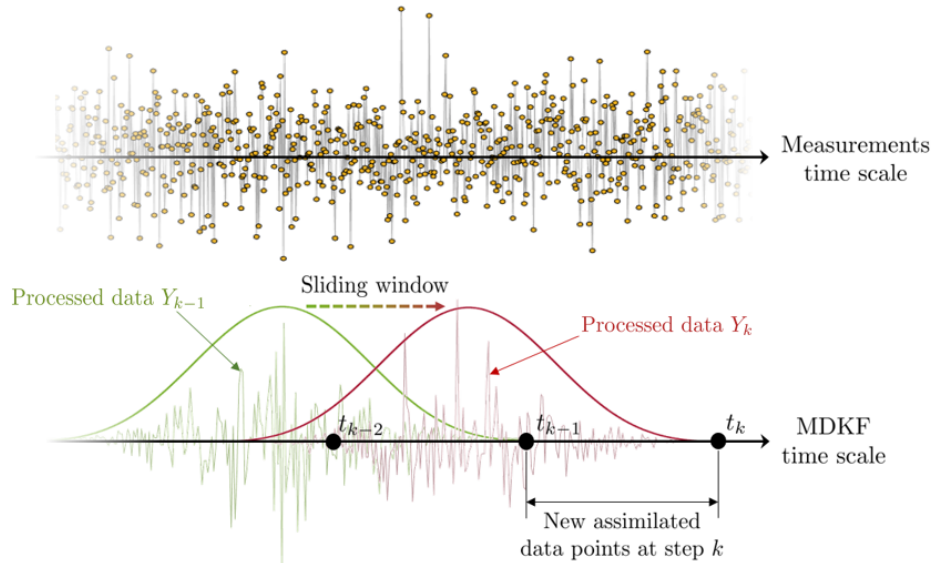 Measurements
time scale
Sliding window
Processed data Y_{k−1}
Processed data Y_k
t_{k−2}
t_{k−1}
t_k
MDKF
time scale
New assimilated
data points at step k